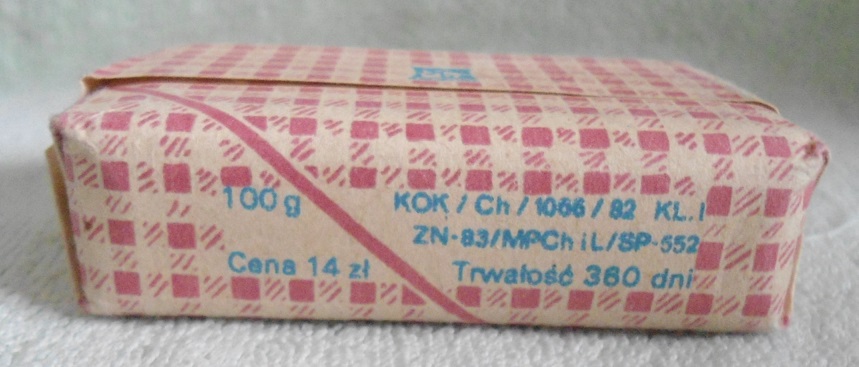 100 g
KOK / Ch / 1066 / 82 KL. I
ZN-83/MPCh i L/SP-552
Cena 14 zł
Trwałość 360 dni